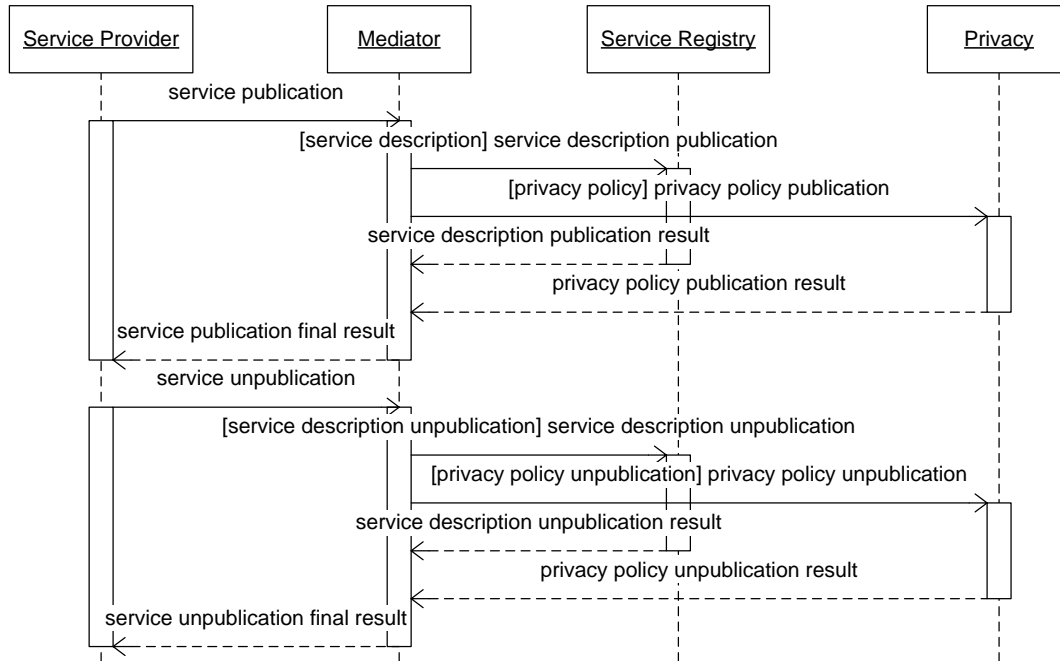 Service Provider
Mediator
Service Registry
Privacy
service publication
[service description] service description publication
[privacy policy] privacy policy publication
service description publication result
privacy policy publication result
service publication final result
service unpublication
[service description unpublication] service description unpublication
[privacy policy unpublication] privacy policy unpublication
service description unpublication result
privacy policy unpublication result
service unpublication final result